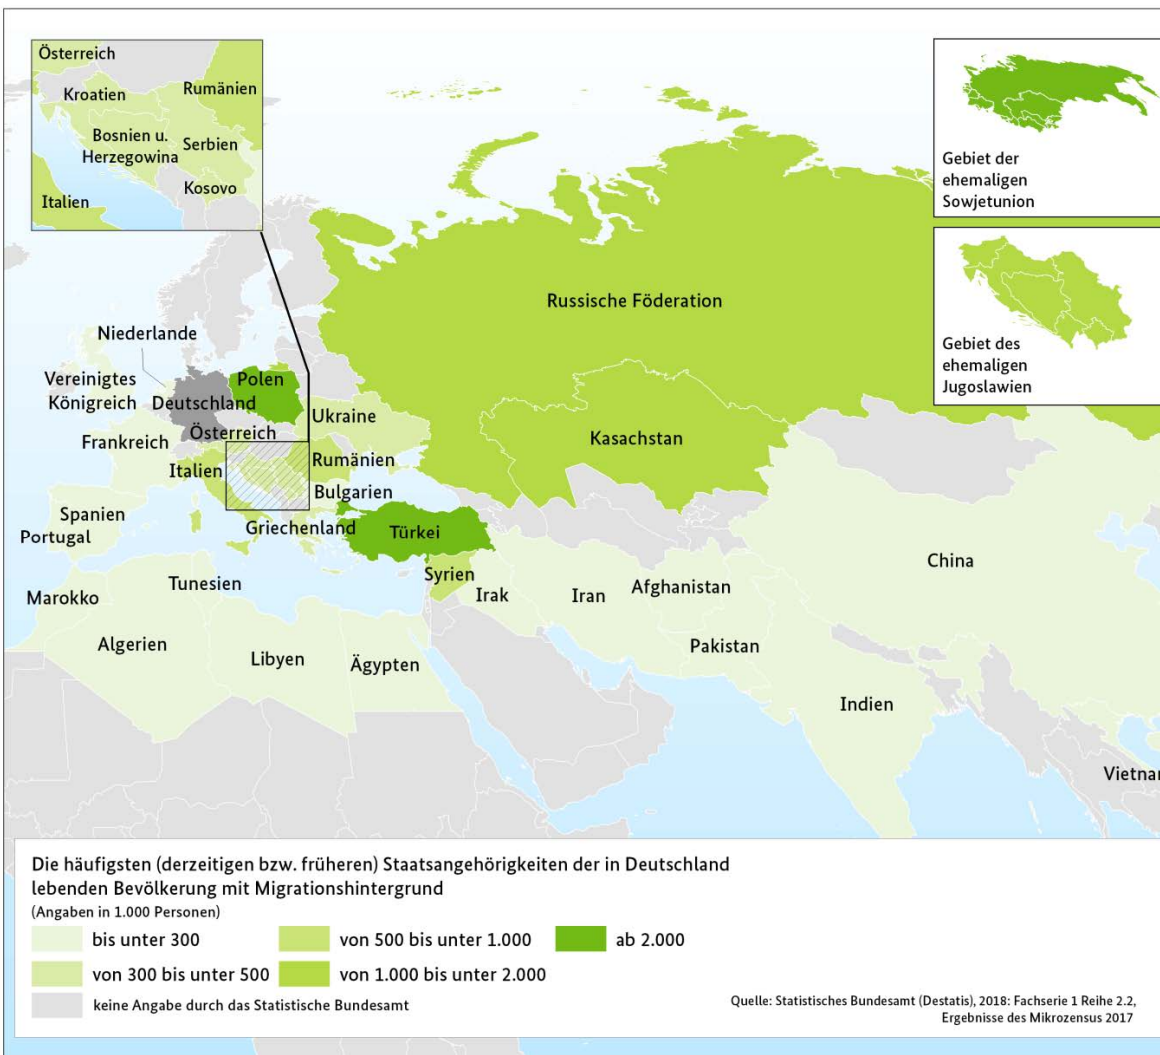 Österreich
Kroatien
Rumänien
Bosnien u.
Herzegowina
Serbien
Kosovo
Italien
Gebiet der
ehemaligen
Sowjetunion
Gebiet des
ehemaligen
Jugoslawien
Russische Föderation
Niederlande
Vereinigtes
Königreich
Deutschland
Polen
Ukraine
Frankreich
Österreich
Kasachstan
Italien
Rumänien
Bulgarien
Spanien
Portugal
Griechenland
Türkei
China
Marokko
Tunesien
Syrien
Irak
Iran
Afghanistan
Algerien
Libyen
Ägypten
Pakistan
Indien
Vietnam
Die häufigsten (derzeitigen bzw. früheren) Staatsangehörigkeiten der in Deutschland
lebenden Bevölkerung mit Migrationshintergrund
(Angaben in 1.000 Personen)
bis unter 300
von 500 bis unter 1.000
ab 2.000
von 300 bis unter 500
von 1.000 bis unter 2.000
keine Angabe durch das Statistische Bundesamt
Quelle: Statistisches Bundesamt (Destatis), 2018: Fachserie 1 Reihe 2.2,
Ergebnisse des Mikrozensus 2017